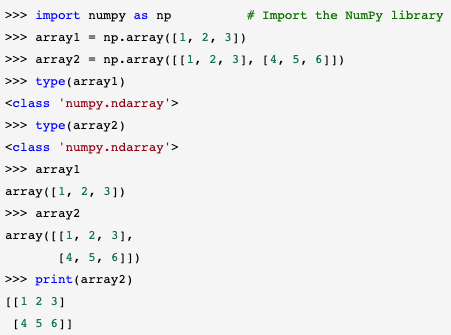 >>> import numpy as np          # Import the NumPy library
>>> array1 = np.array([1, 2, 3])
>>> array2 = np.array([[1, 2, 3], [4, 5, 6]])
>>> type(array1)
<class 'numpy.ndarray'>
>>> type(array2)
<class 'numpy.ndarray'>
>>> array1
array([1, 2, 3])
>>> array2
array([[1, 2, 3],
       [4, 5, 6]])
>>> print(array2)
[[1 2 3]
 [4 5 6]]